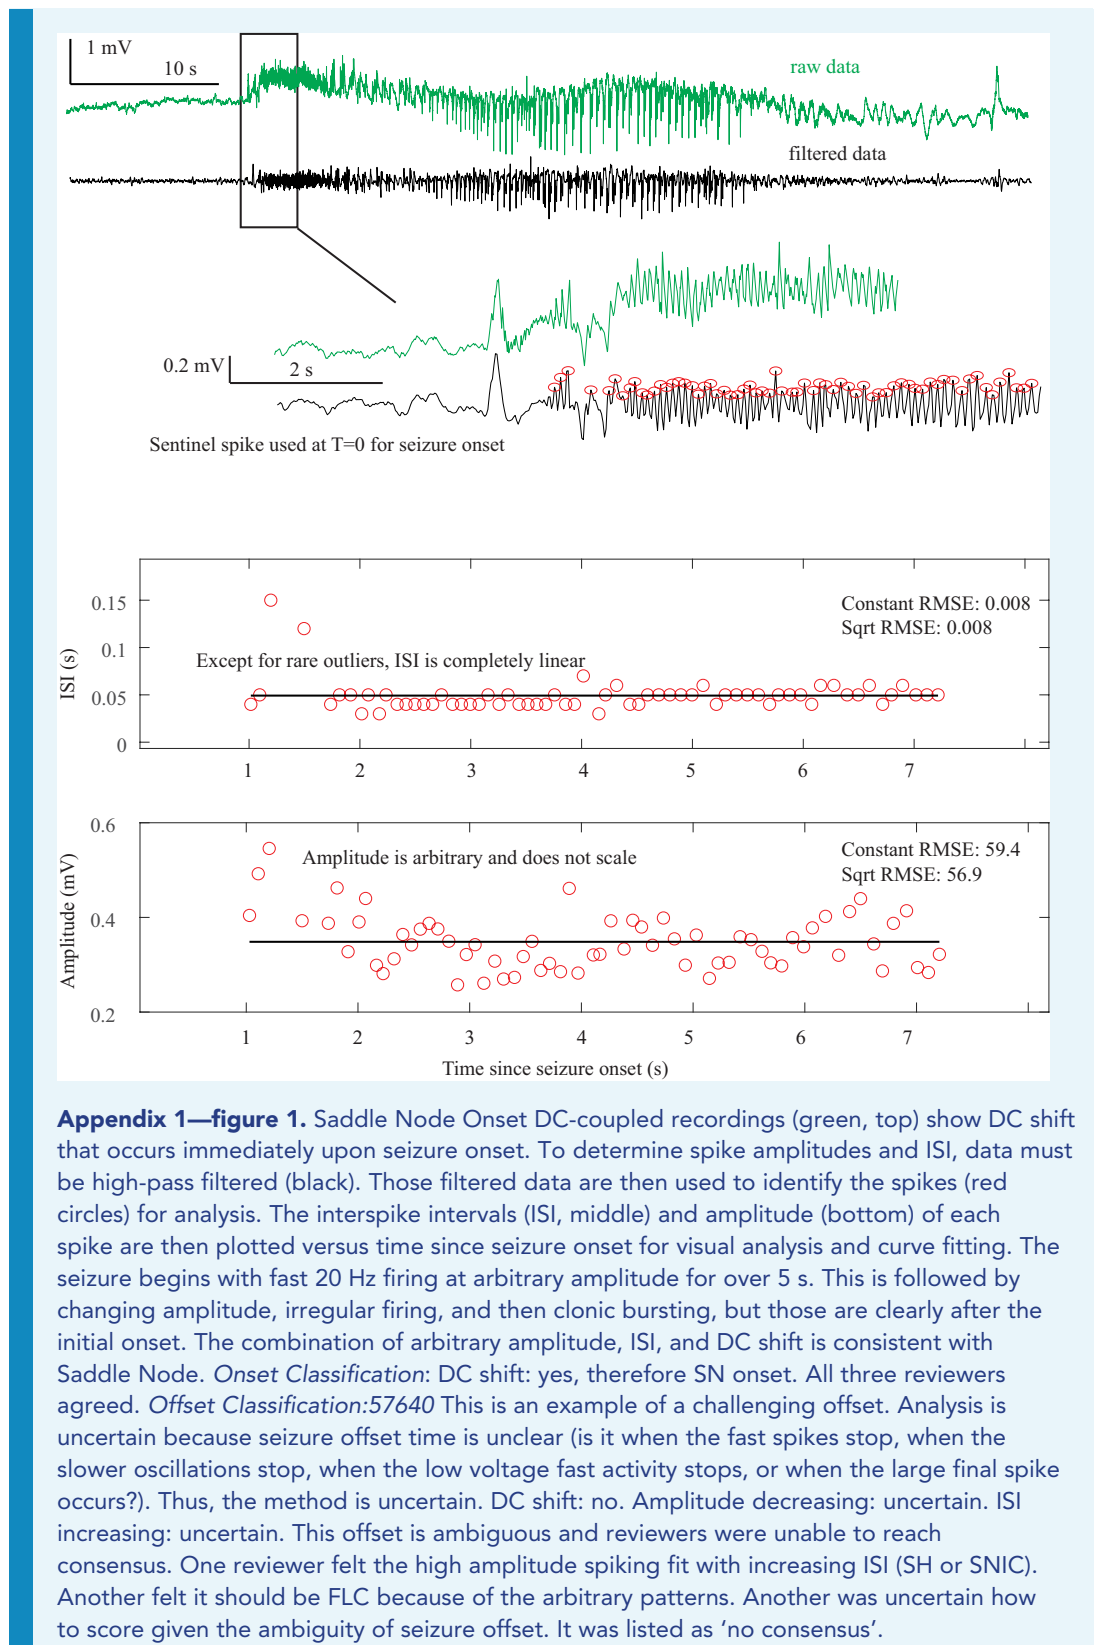 1 mV
10 s
raw data
filtered data
0.2 mV
2 s
Sentinel spike used at T=0 for seizure onset
Constant RMSE: 0.008
Sqrt RMSE: 0.008
Except for rare outliers, ISI is completely linear
ISI (s)
0.15
0.1
0.05
0
1 2 3 4 5 6 7
Constant RMSE: 59.4
Sqrt RMSE: 56.9
Amplitude is arbitrary and does not scale
Amplitude (mV)
0.6
0.4
0.2
1 2 3 4 5 6 7
Time since seizure onset (s)
Appendix 1—figure 1. Saddle Node Onset DC-coupled recordings (green, top) show DC shift
that occurs immediately upon seizure onset. To determine spike amplitudes and ISI, data must
be high-pass filtered (black). Those filtered data are then used to identify the spikes (red
circles) for analysis. The interspike intervals (ISI, middle) and amplitude (bottom) of each
spike are then plotted versus time since seizure onset for visual analysis and curve fitting. The
seizure begins with fast 20 Hz firing at arbitrary amplitude for over 5 s. This is followed by
changing amplitude, irregular firing, and then clonic bursting, but those are clearly after the
initial onset. The combination of arbitrary amplitude, ISI, and DC shift is consistent with
Saddle Node. Onset Classification: DC shift: yes, therefore SN onset. All three reviewers
agreed. Offset Classification:57640 This is an example of a challenging offset. Analysis is
uncertain because seizure offset time is unclear (is it when the fast spikes stop, when the
slower oscillations stop, when the low voltage fast activity stops, or when the large final spike
occurs?). Thus, the method is uncertain. DC shift: no. Amplitude decreasing: uncertain. ISI
increasing: uncertain. This offset is ambiguous and reviewers were unable to reach
consensus. One reviewer felt the high amplitude spiking fit with increasing ISI (SH or SNIC).
Another felt it should be FLC because of the arbitrary patterns. Another was uncertain how
to score given the ambiguity of seizure offset. It was listed as ‘no consensus’.